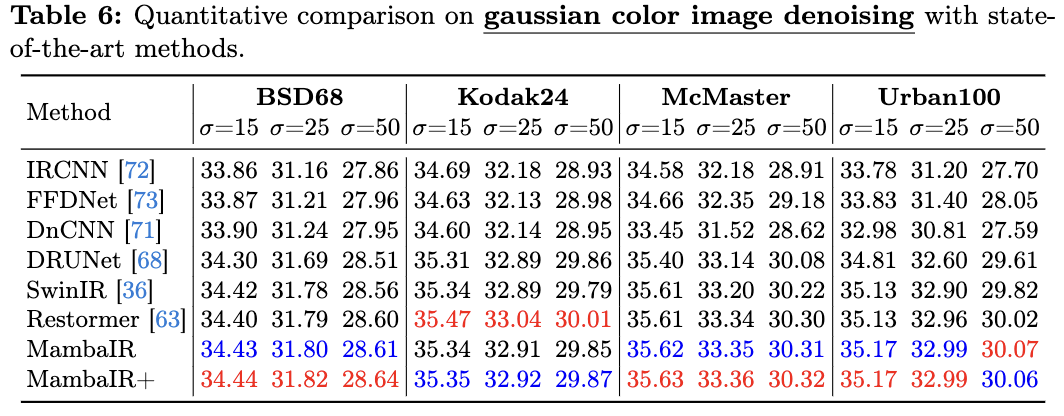 Table 6: Quantitative comparison on gaussian color image denoising with state-
of-the-art methods.
Method BSD68 Kodak24 McMaster Urban100
σ=15 σ=25 σ=50 σ=15 σ=25 σ=50 σ=15 σ=25 σ=50 σ=15 σ=25 σ=50
IRCNN [72] 33.86 31.16 27.86 34.69 32.18 28.93 34.58 32.18 28.91 33.78 31.20 27.70
FFDNet [73] 33.87 31.21 27.96 34.63 32.13 28.98 34.66 32.35 29.18 33.83 31.40 28.05
DnCNN [71] 33.90 31.24 27.95 34.60 32.14 28.95 33.45 31.52 28.62 32.98 30.81 27.59
DRUNet [68] 34.30 31.69 28.51 35.31 32.89 29.86 35.40 33.14 30.08 34.81 32.60 29.61
SwinIR [36] 34.42 31.78 28.56 35.34 32.89 29.79 35.61 33.20 30.22 35.13 32.90 29.82
Restormer [63] 34.40 31.79 28.60 35.47 33.04 30.01 35.61 33.34 30.30 35.13 32.96 30.02
MambaIR 34.43 31.80 28.61 35.34 32.91 29.85 35.62 33.35 30.31 35.17 32.99 30.07
MambaIR+ 34.44 31.82 28.64 35.35 32.92 29.87 35.63 33.36 30.32 35.17 32.99 30.06